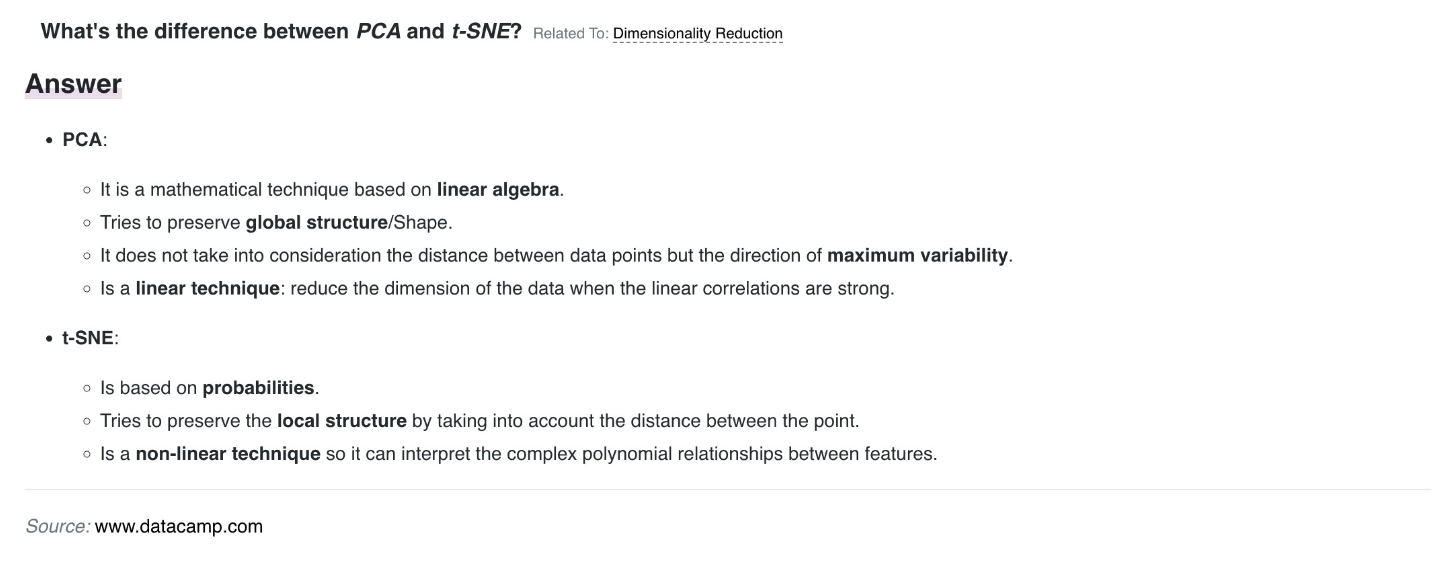 What's the difference between PCA and t-SNE? Related To: Dimensionality Reduction
Answer
• PCA:
◦ It is a mathematical technique based on linear algebra.
◦ Tries to preserve global structure/Shape.
◦ It does not take into consideration the distance between data points but the direction of maximum variability.
◦ Is a linear technique: reduce the dimension of the data when the linear correlations are strong.
• t-SNE:
◦ Is based on probabilities.
◦ Tries to preserve the local structure by taking into account the distance between the point.
◦ Is a non-linear technique so it can interpret the complex polynomial relationships between features.
Source: www.datacamp.com